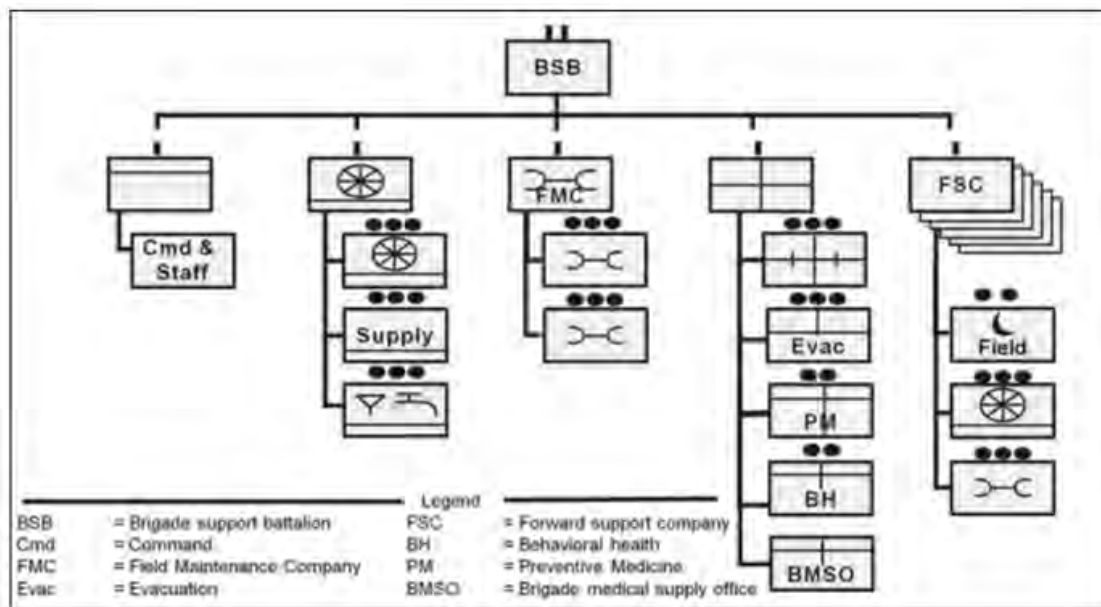 BSB
FMC
FSC
Cmd &
Staff
Supply
Evac
Field
PM
BH
BMSO
Legend
BSB = Brigade support battalion
Cmd = Command
FMC = Field Maintenance Company
Evac = Evacuation
FSC = Forward support company
BH = Behavioral health
PM = Preventive Medicine
BMSO = Brigade medical supply office